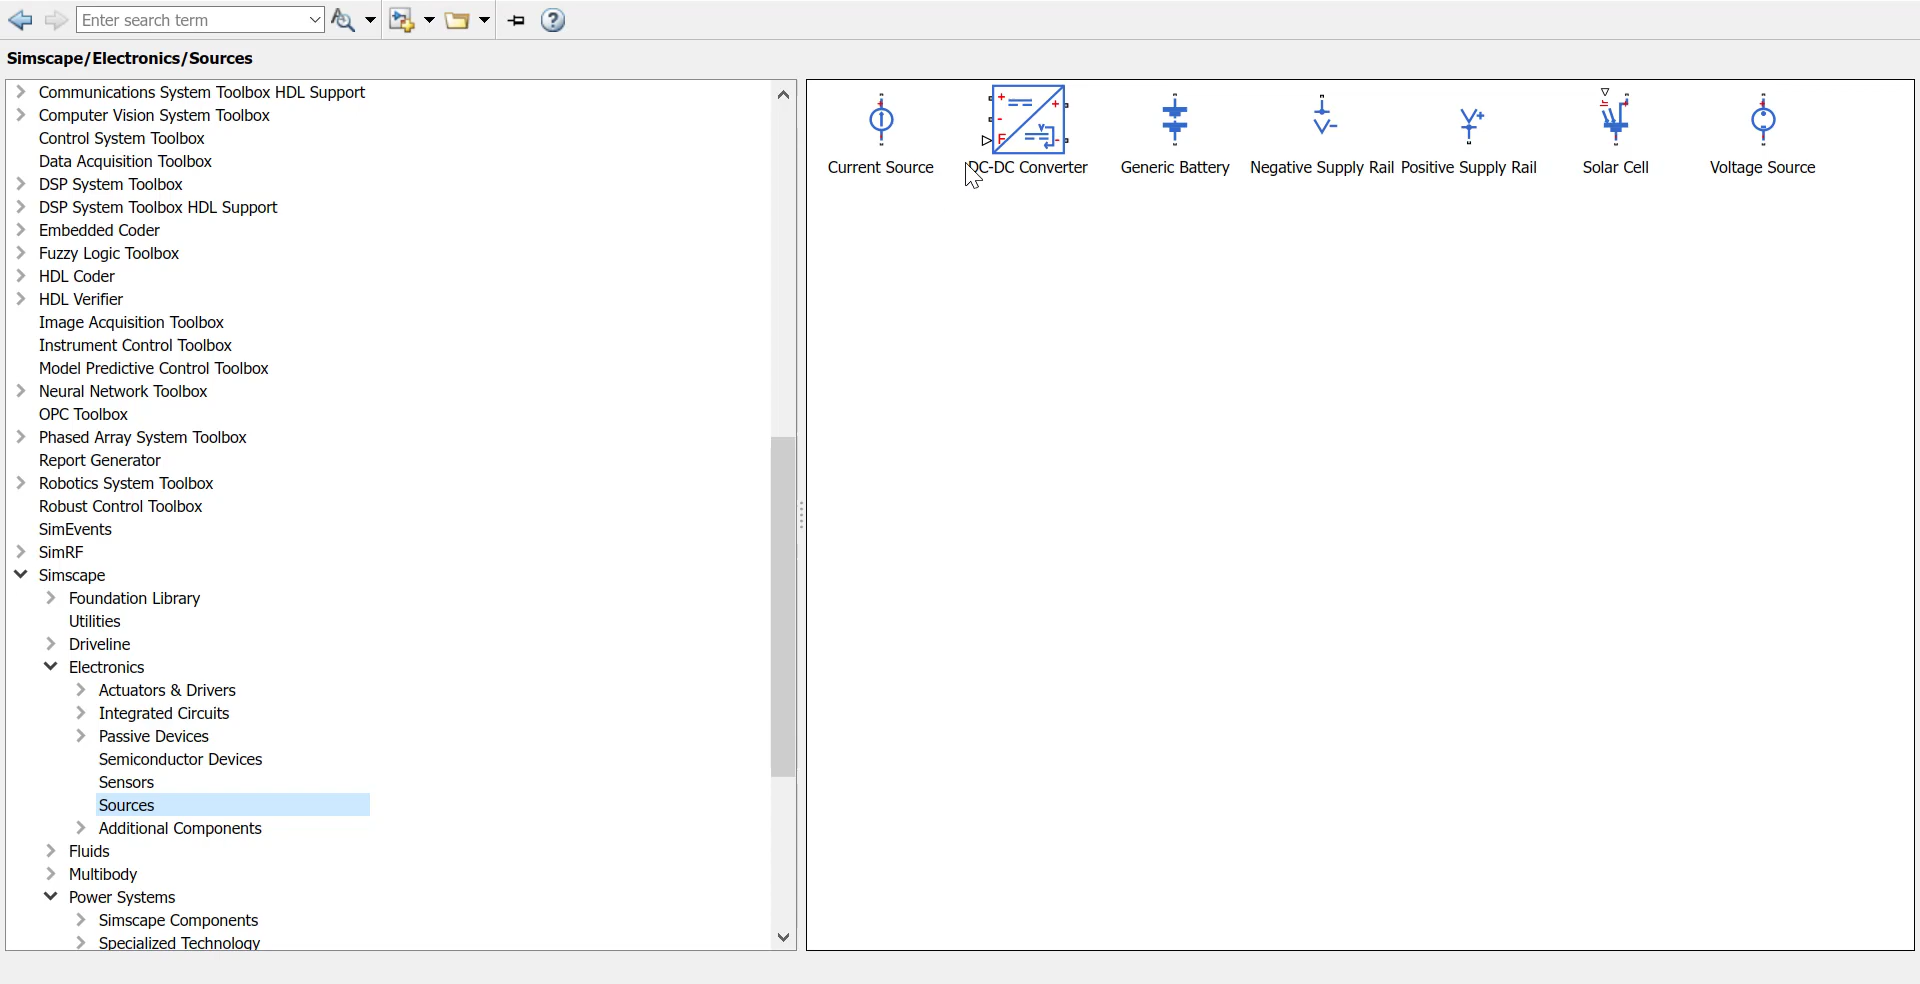 Enter search term
Simscape/Electronics/Sources
Communications System Toolbox HDL Support
Computer Vision System Toolbox
Control System Toolbox
Data Acquisition Toolbox
DSP System Toolbox
DSP System Toolbox HDL Support
Embedded Coder
Fuzzy Logic Toolbox
HDL Coder
HDL Verifier
Image Acquisition Toolbox
Instrument Control Toolbox
Model Predictive Control Toolbox
Neural Network Toolbox
OPC Toolbox
Phased Array System Toolbox
Report Generator
Robotics System Toolbox
Robust Control Toolbox
SimEvents
SimRF
Simscape
Foundation Library
Utilities
Driveline
Electronics
Actuators & Drivers
Integrated Circuits
Passive Devices
Semiconductor Devices
Sensors
Sources
Additional Components
Fluids
Multibody
Power Systems
Simscape Components
Specialized Technology
+ + - F v -
V-
V+
Ir +
Current Source DC-DC Converter Generic Battery Negative Supply Rail Positive Supply Rail Solar Cell Voltage Source